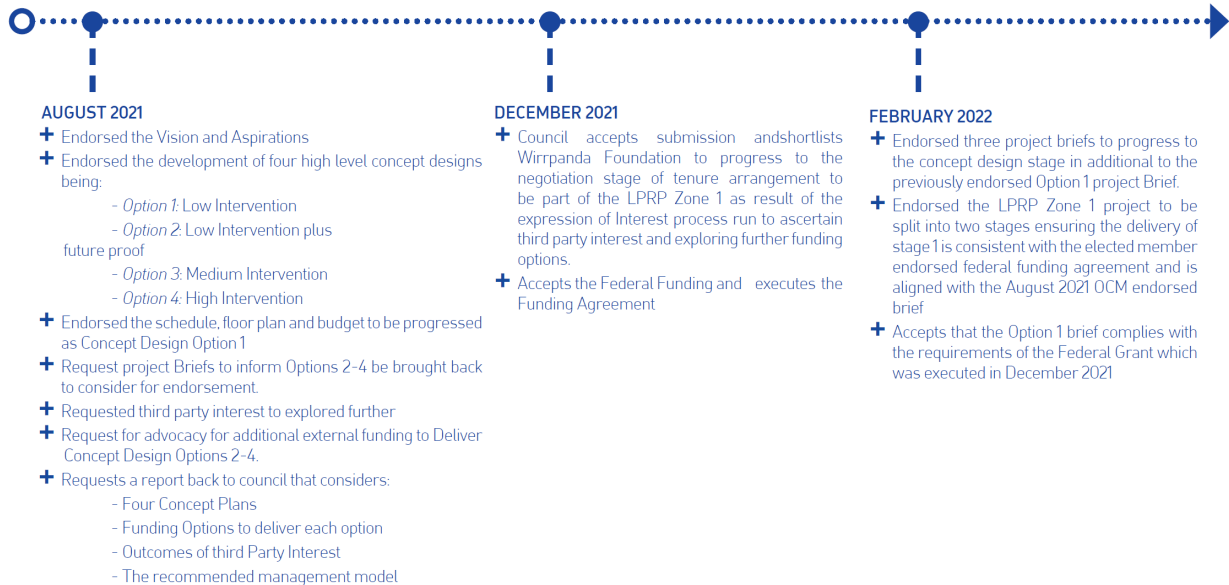 AUGUST 2021
Endorsed the Vision and Aspirations
Endorsed the development of four high level concept designs
being:
- Option 1: Low Intervention
- Option 2: Low Intervention plus
future proof
- Option 3: Medium Intervention
- Option 4: High Intervention
Endorsed the schedule, floor plan and budget to be progressed
as Concept Design Option 1
Request project Briefs to inform Options 2-4 be brought back
to consider for endorsement.
Requested third party interest to explored further
Request for advocacy for additional external funding to Deliver
Concept Design Options 2-4.
Requests a report back to council that considers:
- Four Concept Plans
- Funding Options to deliver each option
- Outcomes of third Party Interest
- The recommended management model
DECEMBER 2021
Council accepts submission andshortlists
Wirrpanda Foundation to progress to the
negotiation stage of tenure arrangement to
be part of the LPRP Zone 1 as result of the
expression of Interest process run to ascertain
third party interest and exploring further funding
options.
Accepts the Federal Funding and executes the
Funding Agreement
FEBRUARY 2022
Endorsed three project briefs to progress to
the concept design stage in additional to the
previously endorsed Option 1 project Brief.
Endorsed the LPRP Zone 1 project to be
split into two stages ensuring the delivery of
stage 1 is consistent with the elected member
endorsed federal funding agreement and is
aligned with the August 2021 OCM endorsed
brief
Accepts that the Option 1 brief complies with
the requirements of the Federal Grant which
was executed in December 2021